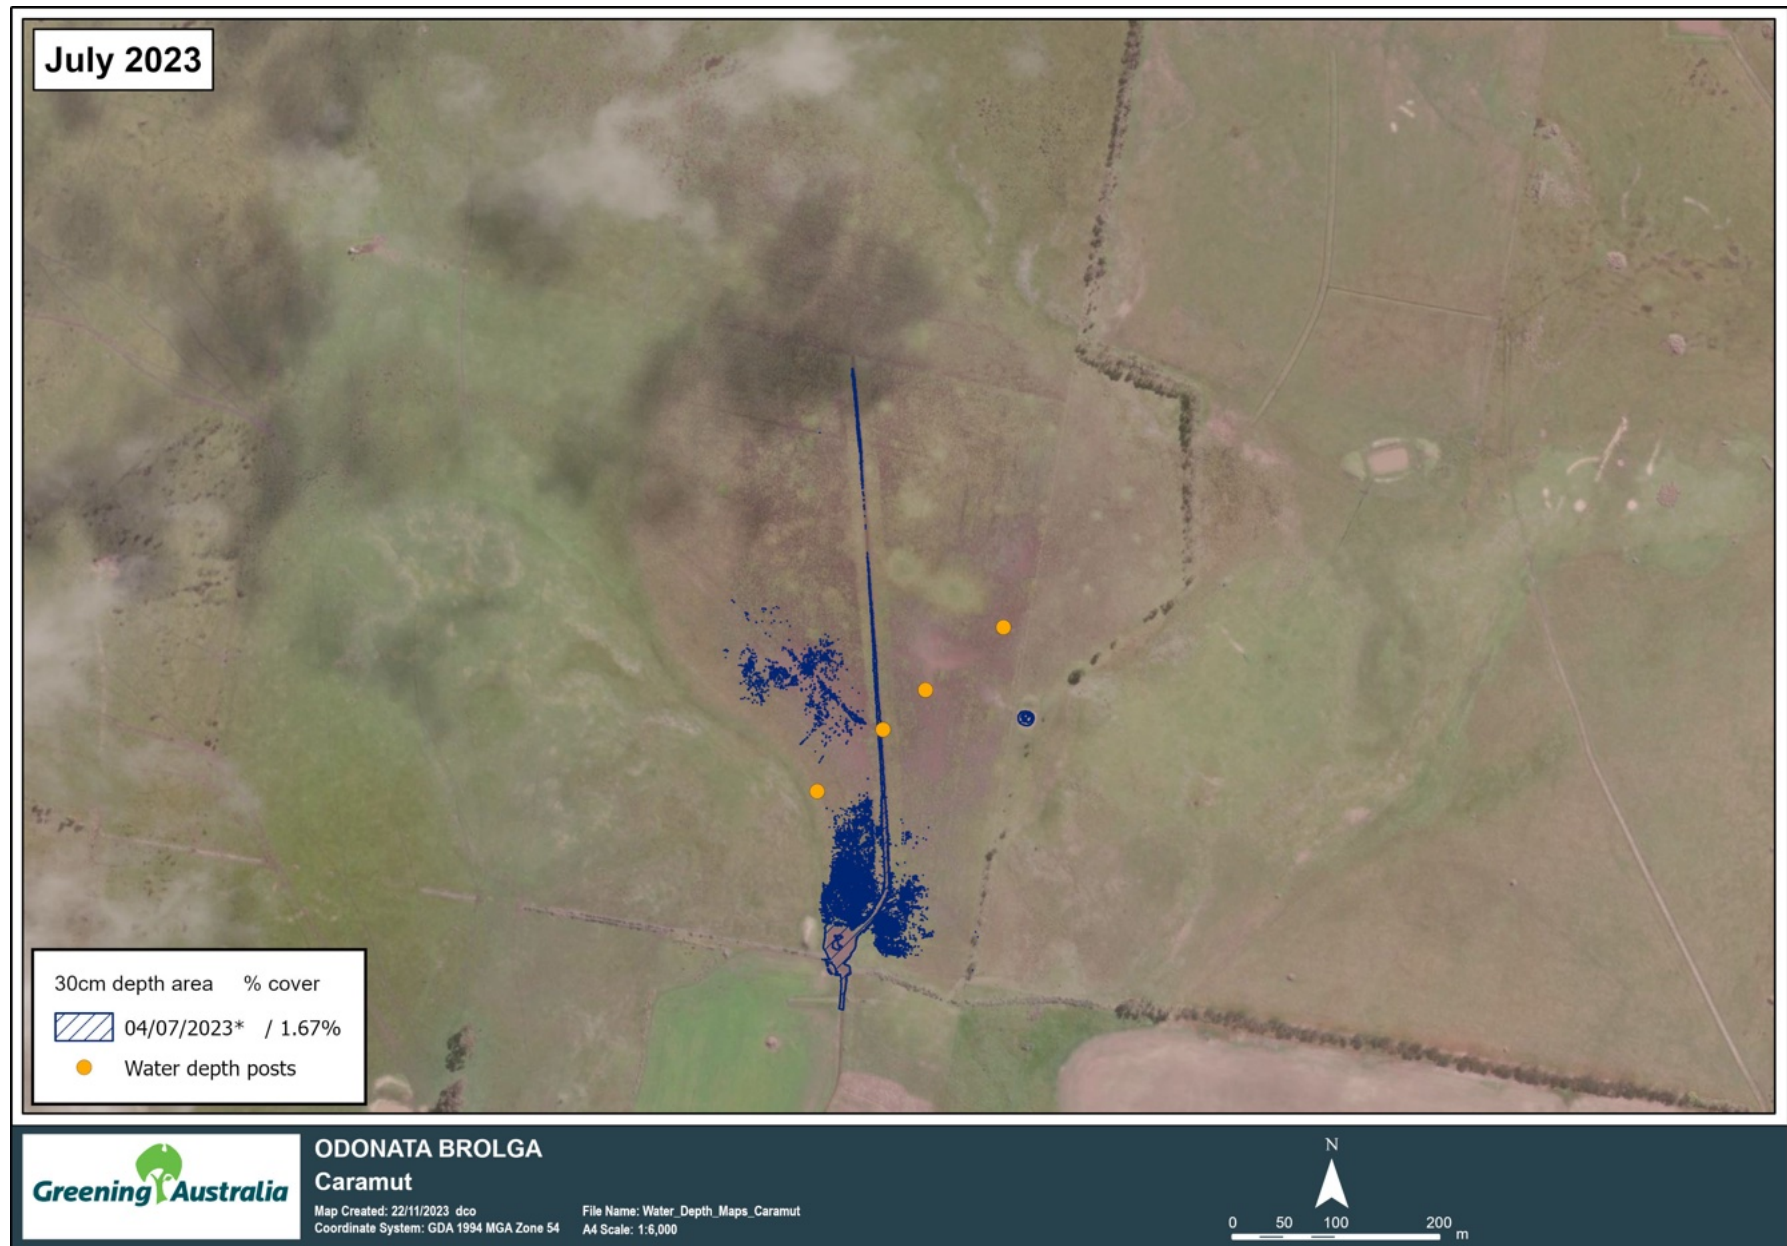 July 2023
30cm depth area % cover
04/07/2023* / 1.67%
Water depth posts
Greening Australia
ODONATA BROLGA
Caramut
Map Created: 22/11/2023 dco
Coordinate System: GDA 1994 MGA Zone 54
File Name: Water_Depth_Maps_Caramut
A4 Scale: 1:6,000
N
0 50 100 200
m